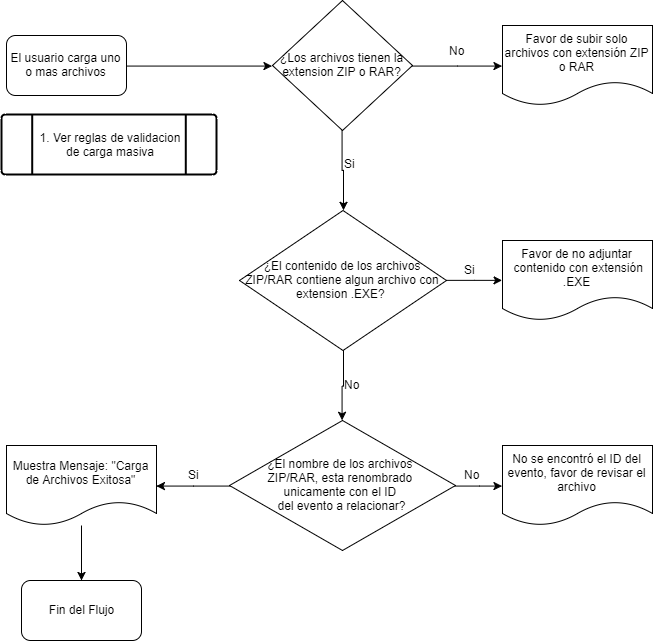 El usuario carga uno
o mas archivos
¿Los archivos tienen la
extension ZIP o RAR?
No
Favor de subir solo
archivos con extensión ZIP
o RAR
1. Ver reglas de validacion
de carga masiva
Si
¿El contenido de los archivos
ZIP/RAR contiene algun archivo con
extension .EXE?
Si
Favor de no adjuntar
contenido con extensión
.EXE
No
¿El nombre de los archivos
ZIP/RAR, esta renombrado
unicamente con el ID
del evento a relacionar?
Si
Muestra Mensaje: "Carga
de Archivos Exitosa"
No
No se encontró el ID del
evento, favor de revisar el
archivo
Fin del Flujo